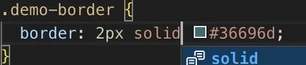 .demo-border {
border: 2px solid #36696d;
}
solid